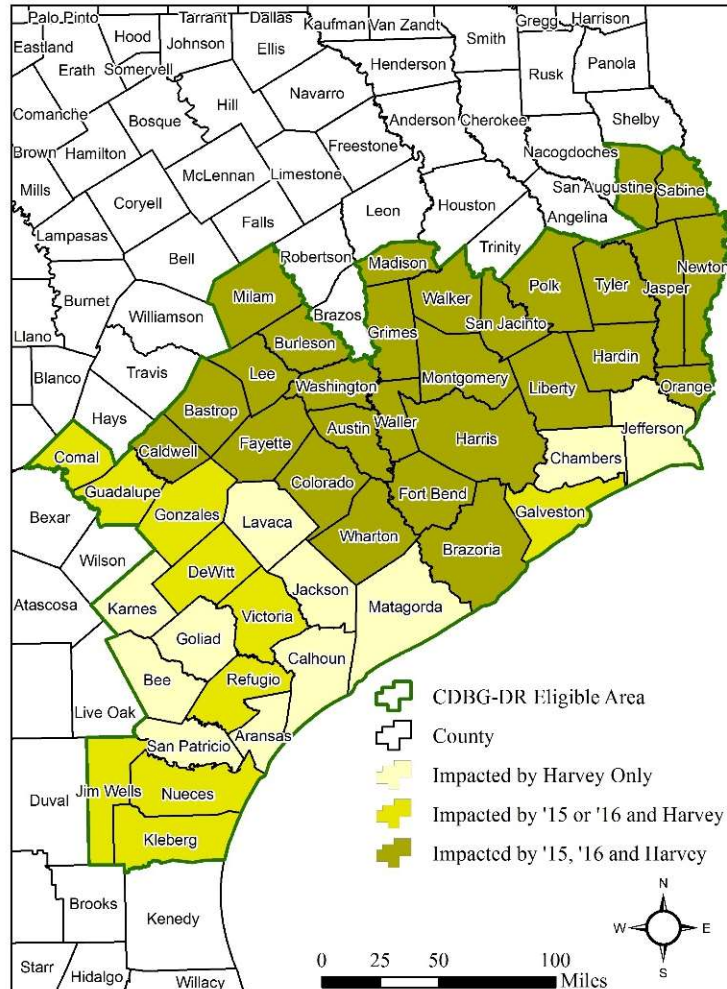 Palo Pinto
Tarrant
Dallas
Kaufman
Van Zandt
Gregg
Harrison
Eastland
Hood
Johnson
Ellis
Smith
Erath
Somervell
Henderson
Rusk
Panola
Comanche
Bosque
Hill
Navarro
Anderson
Cherokee
Shelby
Brown
Hamilton
Freestone
Nacogdoches
Mills
McLennan
Limestone
San Augustine
Sabine
Coryell
Leon
Houston
Angelina
Lampasas
Falls
Trinity
Bell
Robertson
Madison
Polk
Newton
Burnet
Milam
Walker
Tyler
Jasper
Llano
Williamson
Brazos
Grimes
San Jacinto
Burleson
Hardin
Blanco
Travis
Lee
Washington
Montgomery
Liberty
Orange
Hays
Bastrop
Austin
Waller
Jefferson
Comal
Caldwell
Fayette
Harris
Chambers
Guadalupe
Colorado
Fort Bend
Bexar
Gonzales
Lavaca
Galveston
Wilson
Wharton
Brazoria
DeWitt
Jackson
Atascosa
Karnes
Victoria
Matagorda
Goliad
Calhoun
Bee
Refugio
Live Oak
Aransas
San Patricio
Duval
Jim Wells
Nueces
Kleberg
Brooks
Kenedy
Starr
Hidalgo
Willacy
CDBG-DR Eligible Area
County
Impacted by Harvey Only
Impacted by '15 or '16 and Harvey
Impacted by '15, '16 and Harvey
N
W
E
S
0 25 50 100
Miles